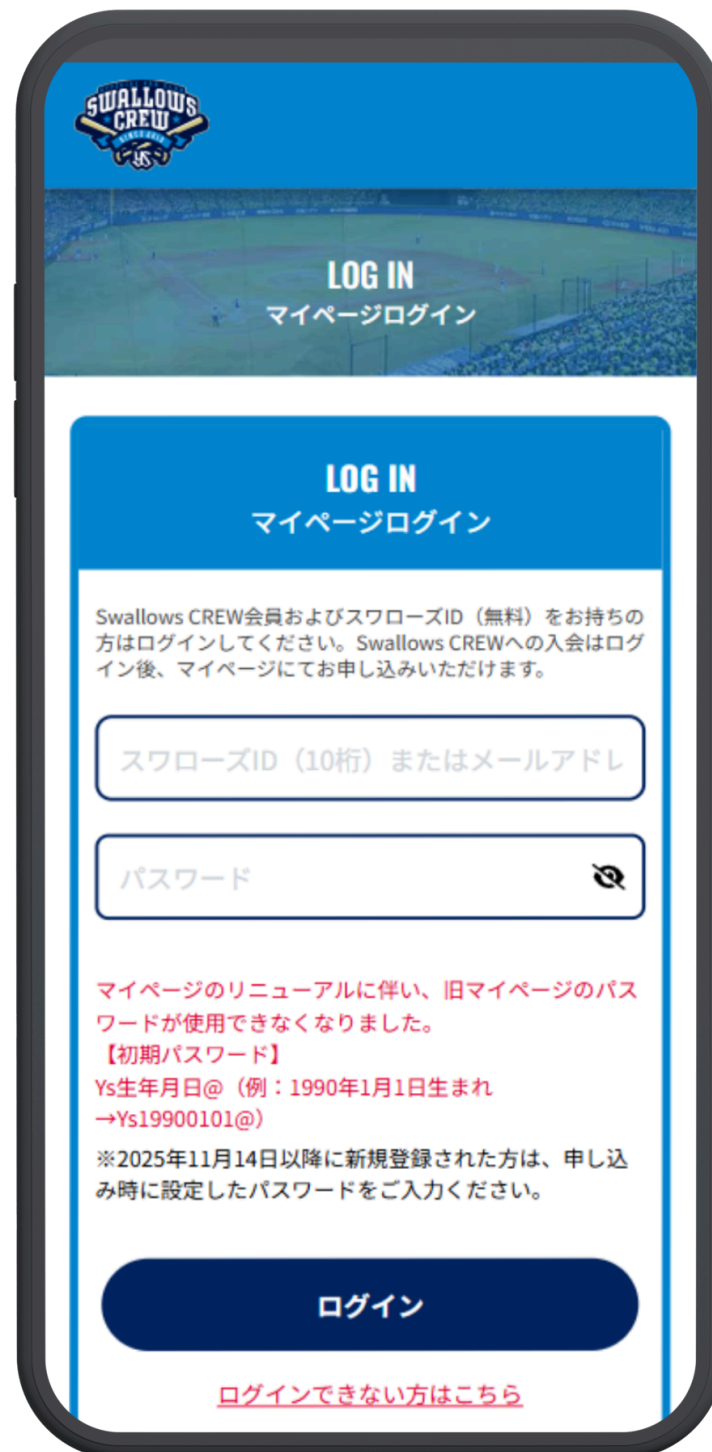 SWALLOWS
CREW
SINCE 2013
YS
LOG IN
マイページログイン
LOG IN
マイページログイン
Swallows CREW会員およびスワローズID（無料）をお持ちの
方はログインしてください。Swallows CREWへの入会はログ
イン後、マイページにてお申し込みいただけます。
スワローズID（10桁）またはメールアドレ
パスワード
マイページのリニューアルに伴い、旧マイページのパス
ワードが使用できなくなりました。
【初期パスワード】
Ys生年月日@（例：1990年1月1日生まれ
→Ys19900101@）
※2025年11月14日以降に新規登録された方は、申し込
み時に設定したパスワードをご入力ください。
ログイン
ログインできない方はこちら